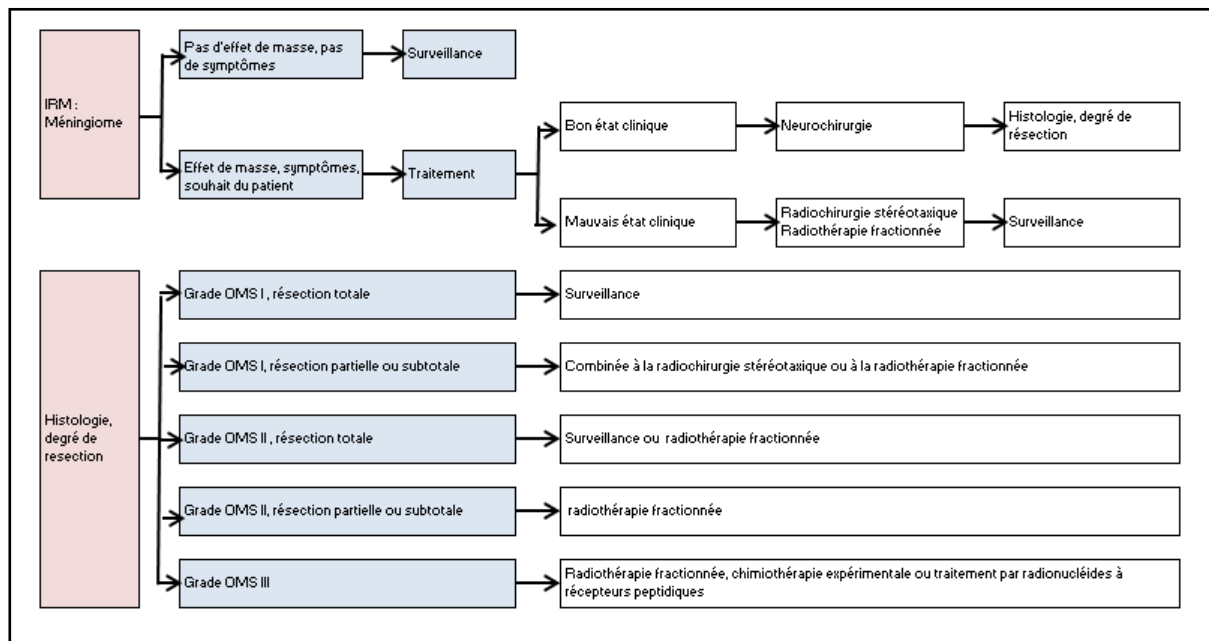 IRM :
Méningiome
Pas d'effet de masse, pas
de symptômes
Surveillance
Effet de masse, symptômes,
souhait du patient
Traitement
Bon état clinique
Neurochirurgie
Histologie, degré de
résection
Mauvais état clinique
Radiochirurgie stéréotaxique
Radiothérapie fractionnée
Surveillance
Histologie,
degré de
resection
Grade OMS I , résection totale
Surveillance
Grade OMS I, résection partielle ou subtotale
Combinée à la radiochirurgie stéréotaxique ou à la radiothérapie fractionnée
Grade OMS II , résection totale
Surveillance ou radiothérapie fractionnée
Grade OMS II, résection partielle ou subtotale
radiothérapie fractionnée
Grade OMS III
Radiothérapie fractionnée, chimiothérapie expérimentale ou traitement par radionucléides à
récepteurs peptidiques